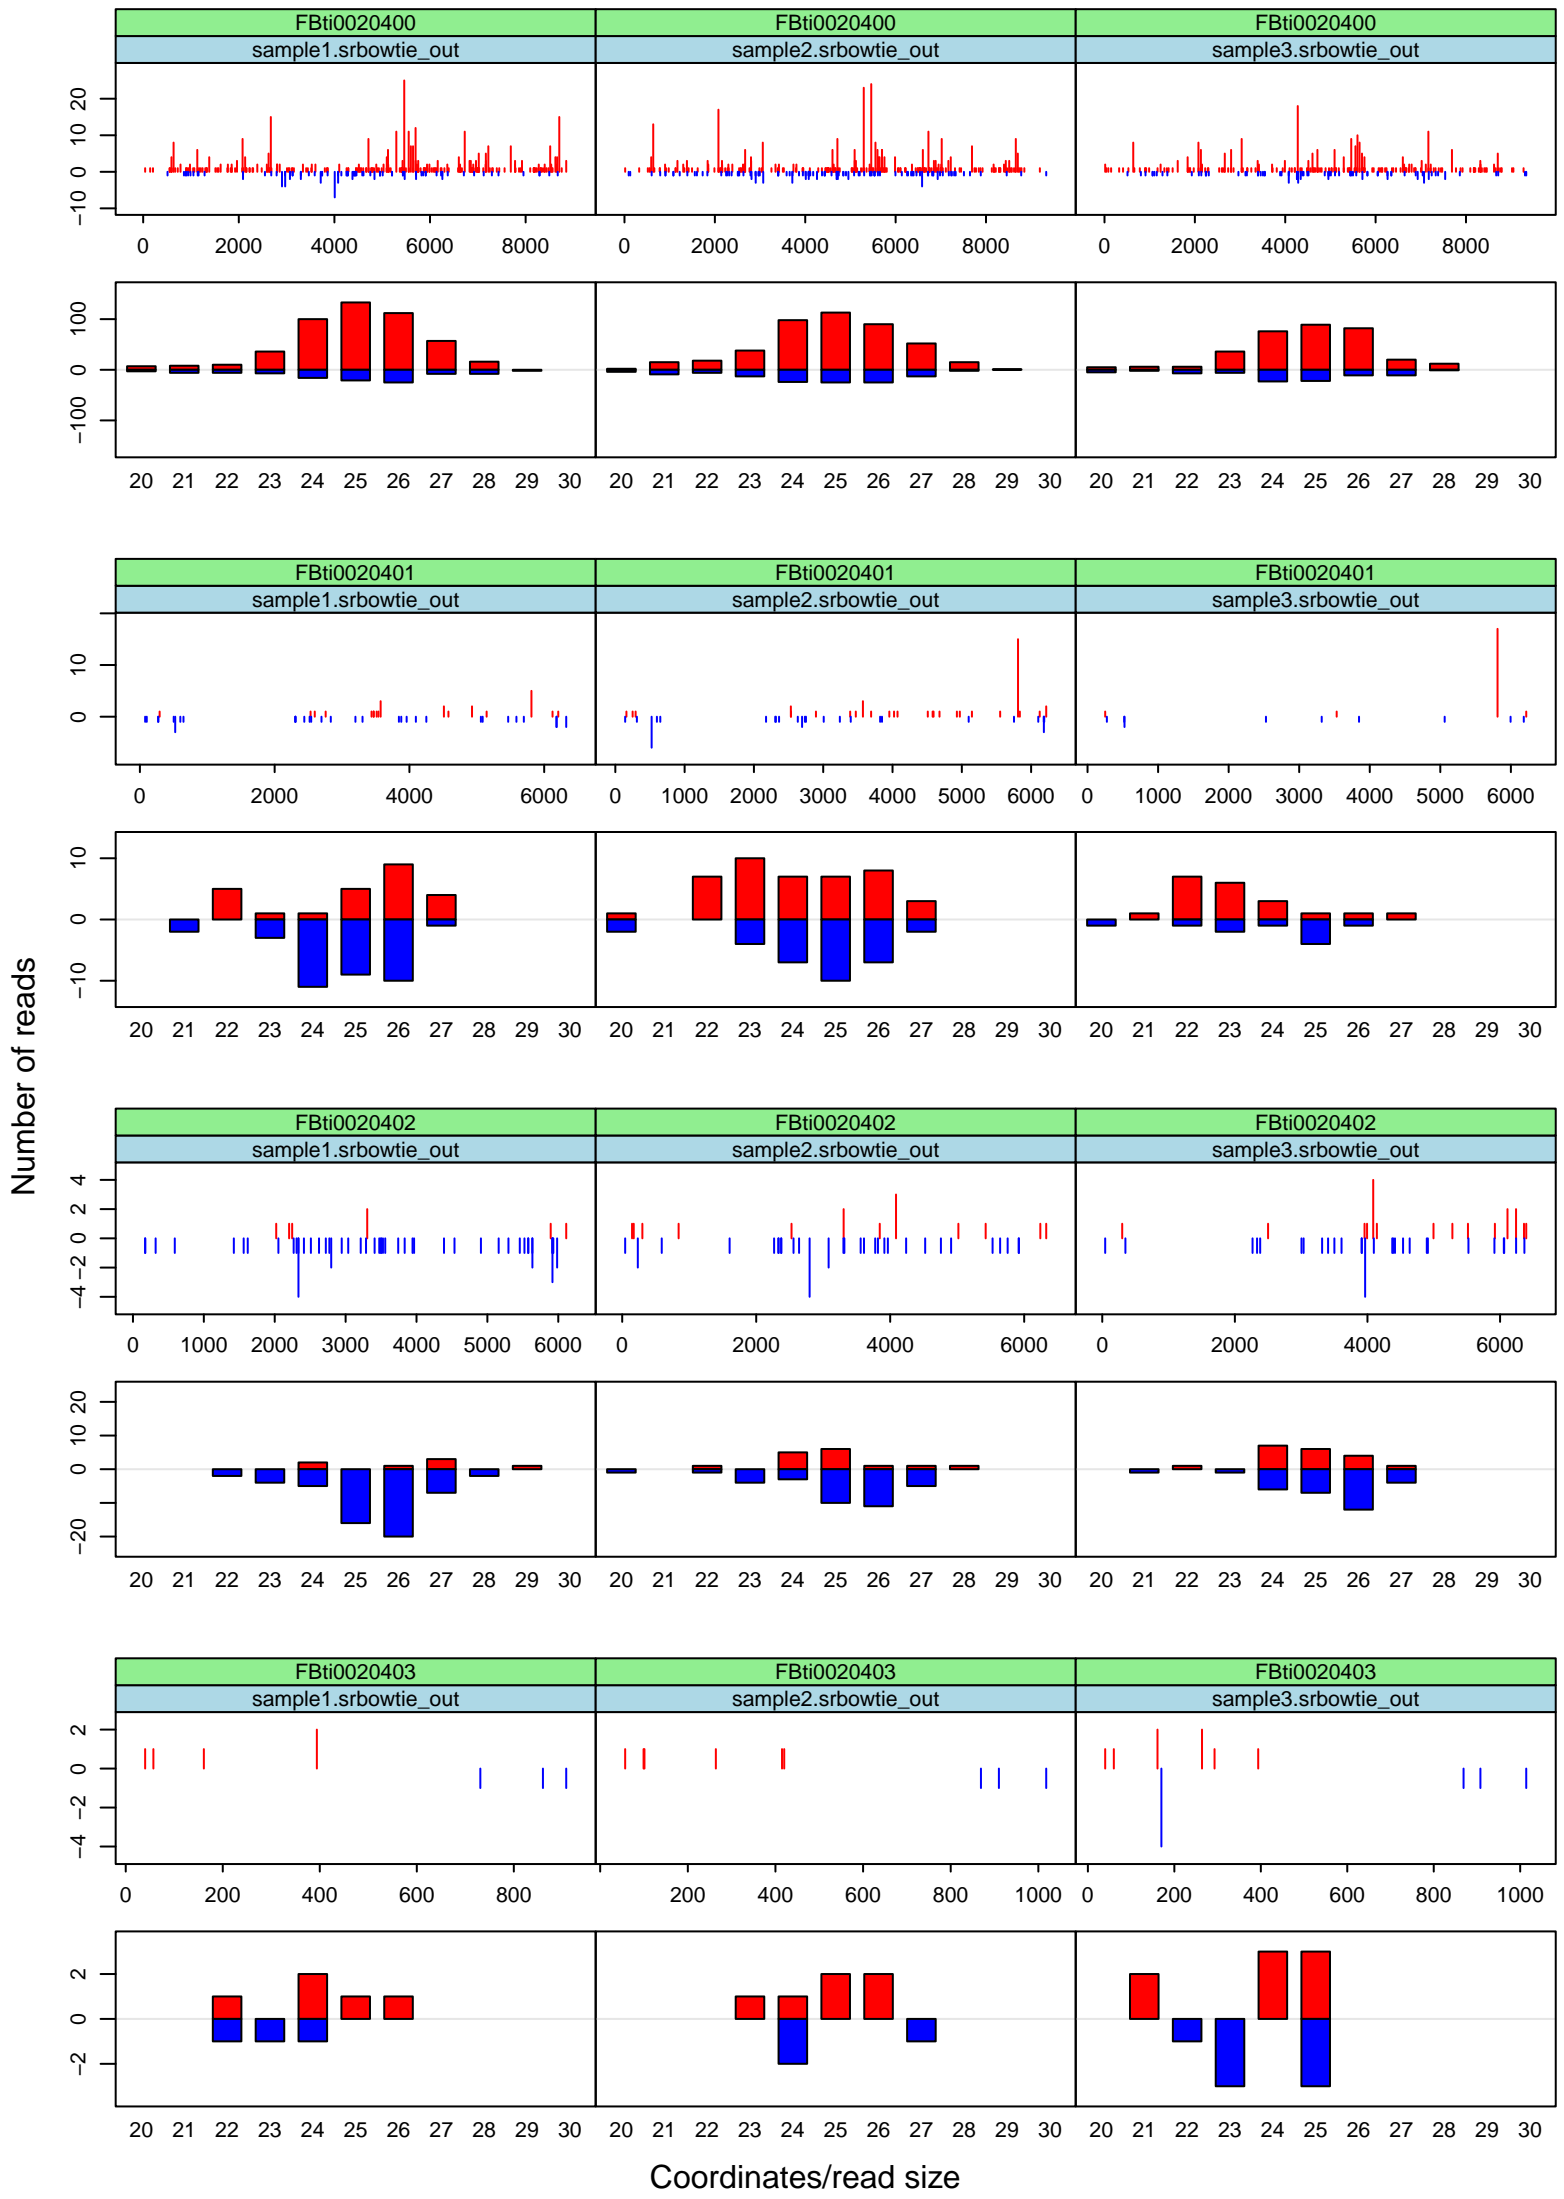 FBti0020400 FBti0020400 FBti0020400
sample1.srbowtie_out sample2.srbowtie_out sample3.srbowtie_out
20
10
0
−10
0 2000 4000 6000 8000 0 2000 4000 6000 8000 0 2000 4000 6000 8000
100
0
−100
20 21 22 23 24 25 26 27 28 29 30 20 21 22 23 24 25 26 27 28 29 30 20 21 22 23 24 25 26 27 28 29 30
FBti0020401 FBti0020401 FBti0020401
sample1.srbowtie_out sample2.srbowtie_out sample3.srbowtie_out
10
0
0 2000 4000 6000 0 1000 2000 3000 4000 5000 6000 0 1000 2000 3000 4000 5000 6000
10
0
−10
20 21 22 23 24 25 26 27 28 29 30 20 21 22 23 24 25 26 27 28 29 30 20 21 22 23 24 25 26 27 28 29 30
Number of reads
FBti0020402 FBti0020402 FBti0020402
sample1.srbowtie_out sample2.srbowtie_out sample3.srbowtie_out
4
2
0
−2
−4
0 1000 2000 3000 4000 5000 6000 0 2000 4000 6000 0 2000 4000 6000
20
10
0
−20
20 21 22 23 24 25 26 27 28 29 30 20 21 22 23 24 25 26 27 28 29 30 20 21 22 23 24 25 26 27 28 29 30
FBti0020403 FBti0020403 FBti0020403
sample1.srbowtie_out sample2.srbowtie_out sample3.srbowtie_out
2
0
−2
−4
0 200 400 600 800 200 400 600 800 1000 0 200 400 600 800 1000
2
0
−2
20 21 22 23 24 25 26 27 28 29 30 20 21 22 23 24 25 26 27 28 29 30 20 21 22 23 24 25 26 27 28 29 30
Coordinates/read size